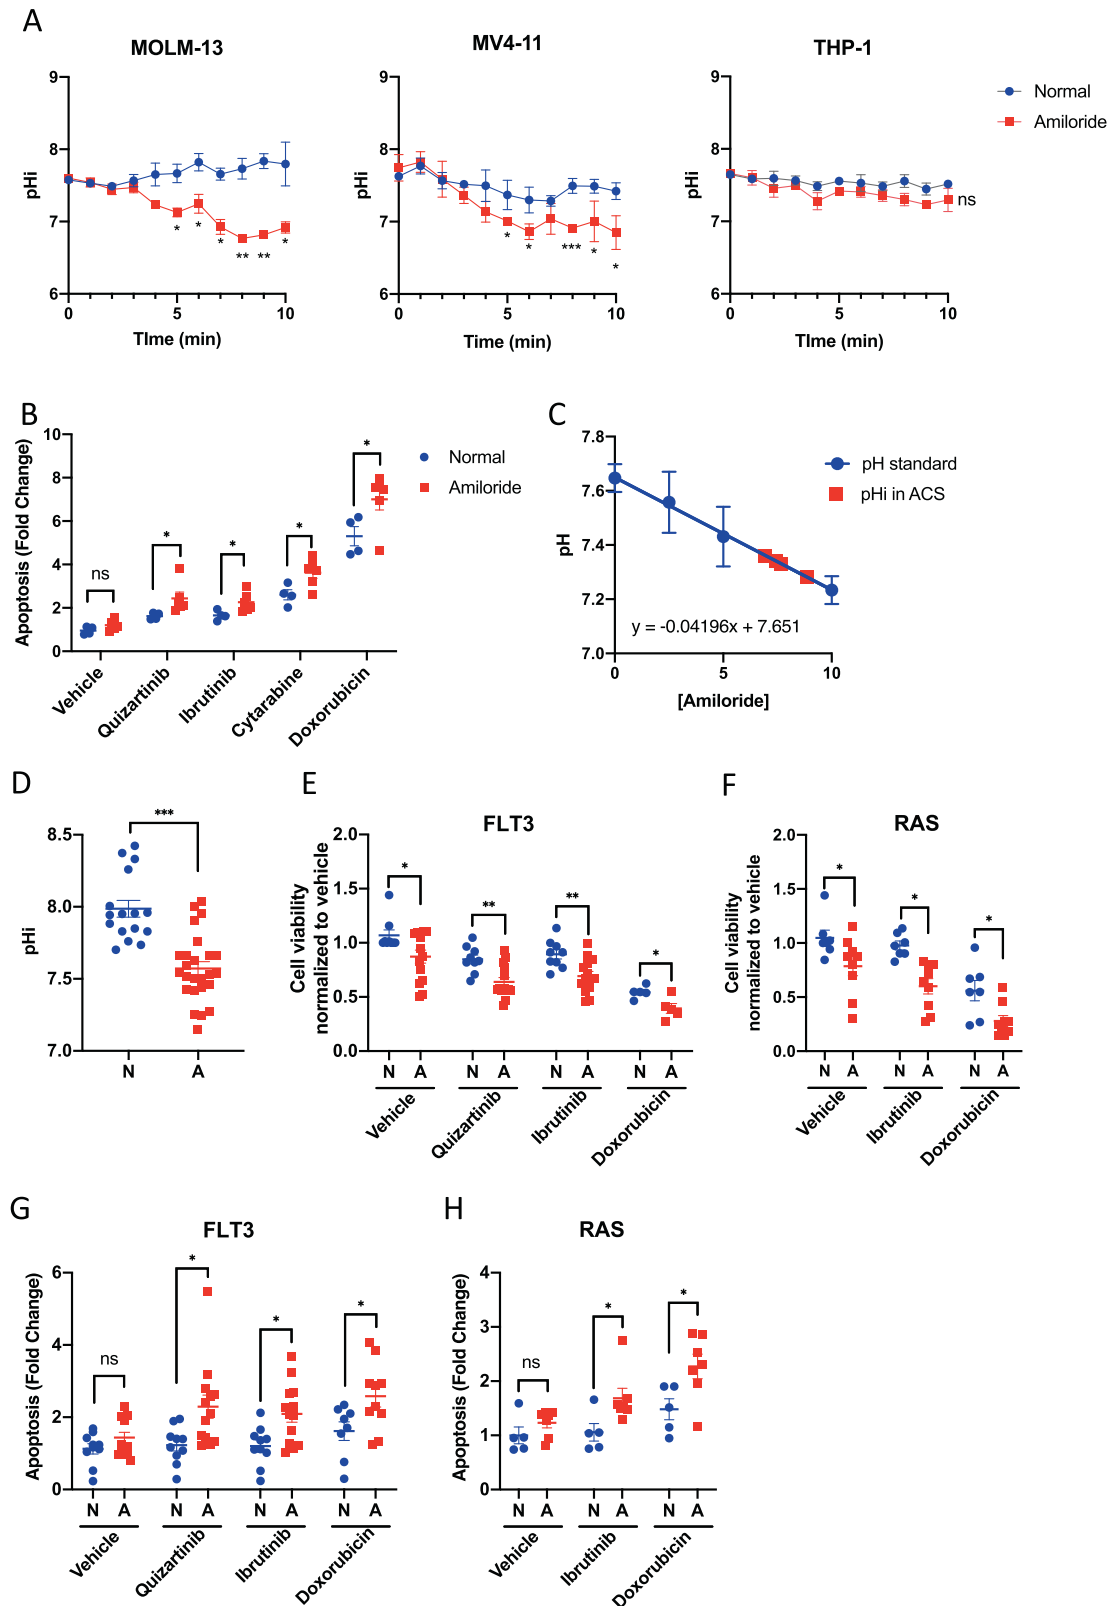 A
MOLM-13
MV4-11
THP-1
9
8
7
6
pHi
0
5
10
TIme (min)
*
*
*
**
**
*
9
8
7
6
pHi
0
5
10
Time (min)
*
*
***
*
*
9
8
7
6
pHi
0
5
10
TIme (min)
ns
Normal
Amiloride
B
Apoptosis (Fold Change)
10
8
6
4
2
0
ns
*
*
*
*
Normal
Amiloride
Vehicle
Quizartinib
Ibrutinib
Cytarabine
Doxorubicin
C
pH
7.8
7.6
7.4
7.2
7.0
0
5
10
[Amiloride]
y = -0.04196x + 7.651
pH standard
pHi in ACS
D
pHi
8.5
8.0
7.5
7.0
***
N
A
E
FLT3
Cell viability
normalized to vehicle
2.0
1.5
1.0
0.5
0.0
*
**
**
*
N A N A N A N A
Vehicle
Quizartinib
Ibrutinib
Doxorubicin
F
RAS
Cell viability
normalized to vehicle
2.0
1.5
1.0
0.5
0.0
*
*
*
N A N A N A
Vehicle
Ibrutinib
Doxorubicin
G
FLT3
Apoptosis (Fold Change)
6
4
2
0
ns
*
*
*
N A N A N A N A
Vehicle
Quizartinib
Ibrutinib
Doxorubicin
H
RAS
Apoptosis (Fold Change)
4
3
2
1
0
ns
*
*
N A N A N A
Vehicle
Ibrutinib
Doxorubicin